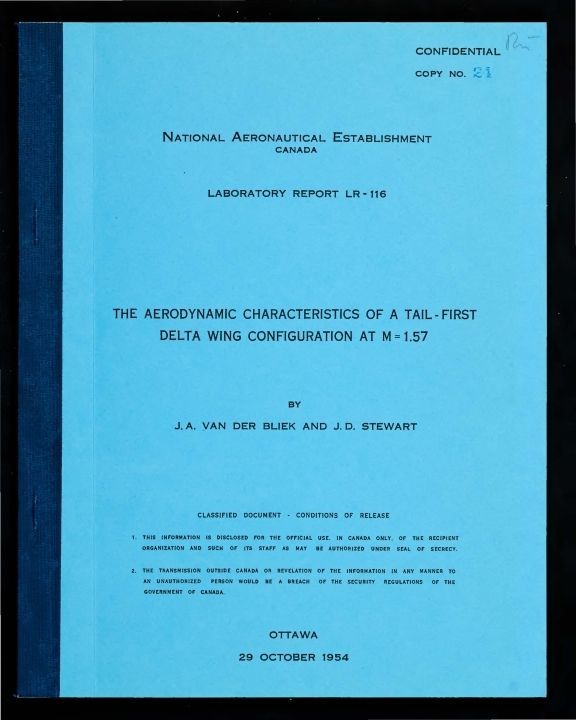 CONFIDENTIAL
COPY NO. 21
NATIONAL AERONAUTICAL ESTABLISHMENT
CANADA
LABORATORY REPORT LR-116
THE AERODYNAMIC CHARACTERISTICS OF A TAIL-FIRST
DELTA WING CONFIGURATION AT M=1.57
BY
J.A. VAN DER BLIEK AND J.D. STEWART
CLASSIFIED DOCUMENT - CONDITIONS OF RELEASE
1. THIS INFORMATION IS DISCLOSED FOR THE OFFICIAL USE, IN CANADA ONLY, OF THE RECIPIENT
ORGANIZATION AND SUCH OF ITS STAFF AS MAY BE AUTHORIZED UNDER SEAL OF SECRECY.
2. THE TRANSMISSION OUTSIDE CANADA OR REVELATION OF THE INFORMATION IN ANY MANNER TO
AN UNAUTHORIZED PERSON WOULD BE A BREACH OF THE SECURITY REGULATIONS OF THE
GOVERNMENT OF CANADA.
OTTAWA
29 OCTOBER 1954